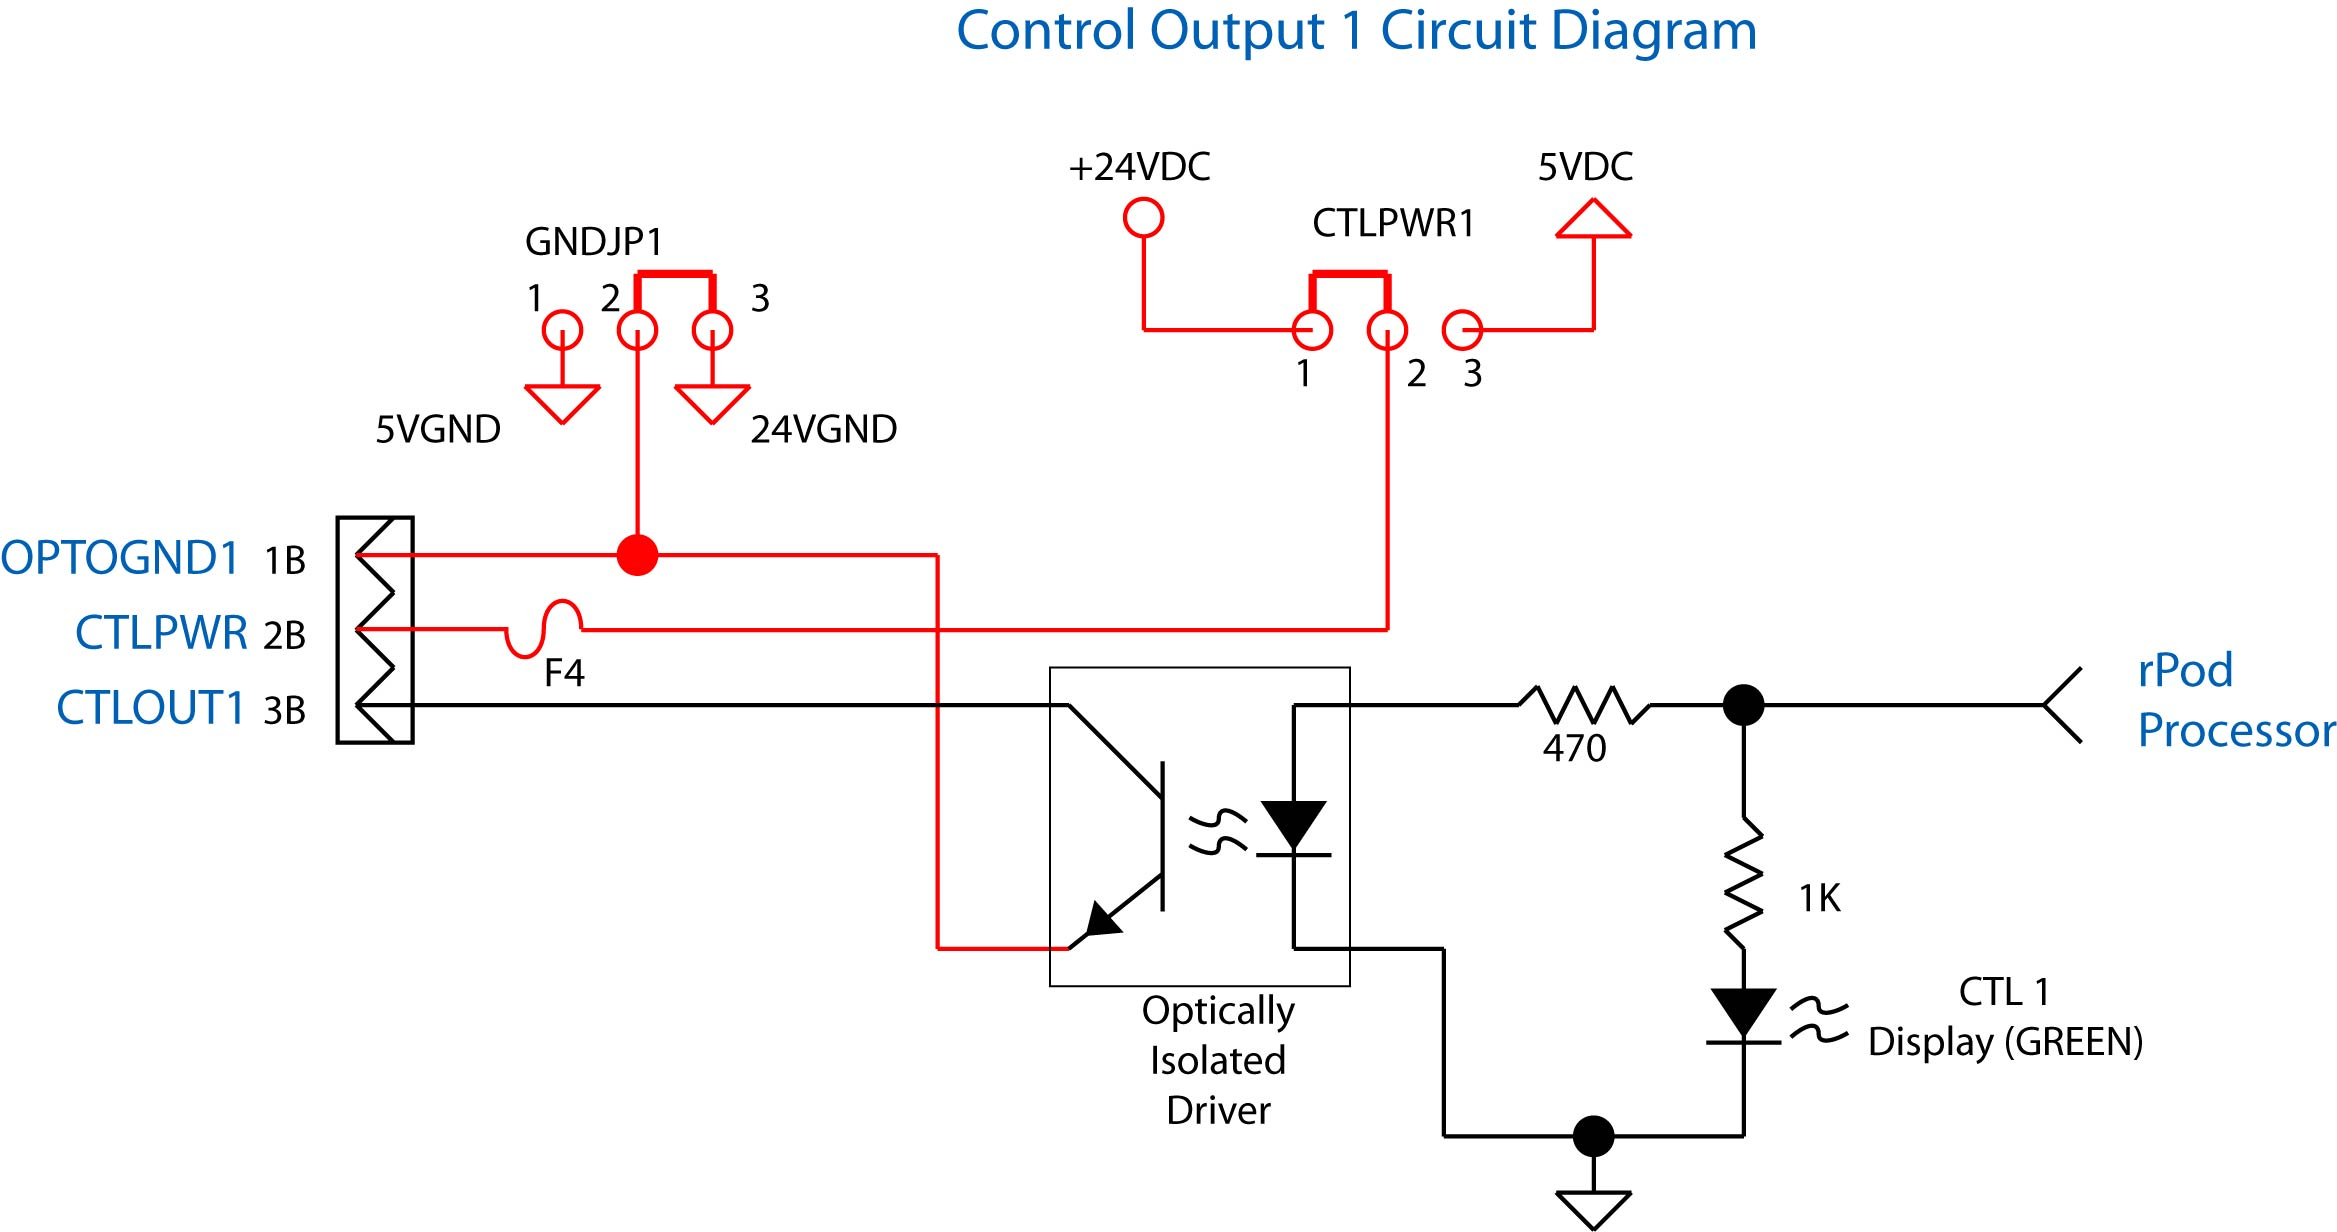 Control Output 1 Circuit Diagram
+24VDC
5VDC
CTLPWR1
GNDJP1
1
2
3
1
2
3
5VGND
24VGND
OPTOGND1 1B
CTLPWR 2B
F4
CTLOUT1 3B
rPod
Processor
470
1K
CTL 1
Display (GREEN)
Optically
Isolated
Driver